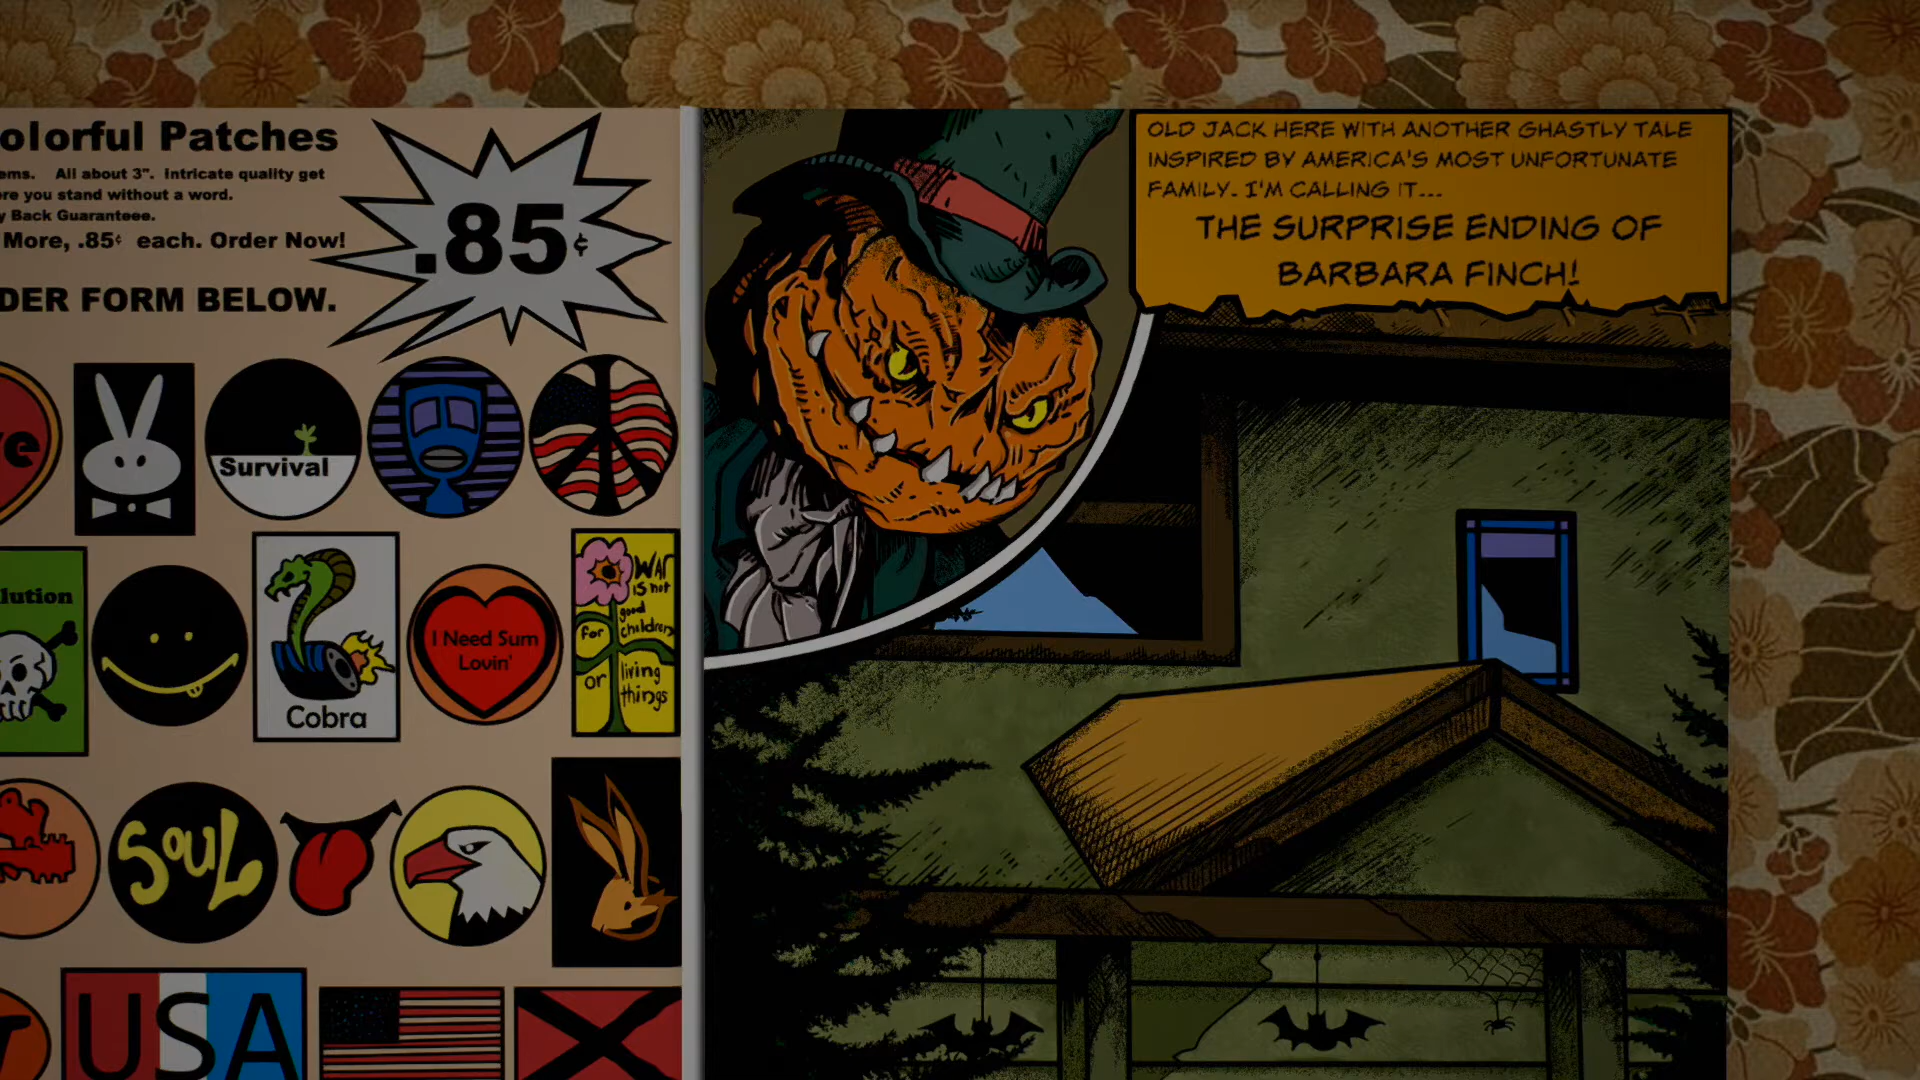 olorful Patches
ems. All about 3". Intricate quality get
ere you stand without a word.
y Back Guaranteee.
More, .85¢ each. Order Now!
DER FORM BELOW.
.85¢
ve
Survival
lution
Cobra
I Need Sum
Lovin'
War
is not
good
for children
or living
things
SOUL
USA
OLD JACK HERE WITH ANOTHER GHASTLY TALE
INSPIRED BY AMERICA'S MOST UNFORTUNATE
FAMILY. I'M CALLING IT...
THE SURPRISE ENDING OF
BARBARA FINCH!